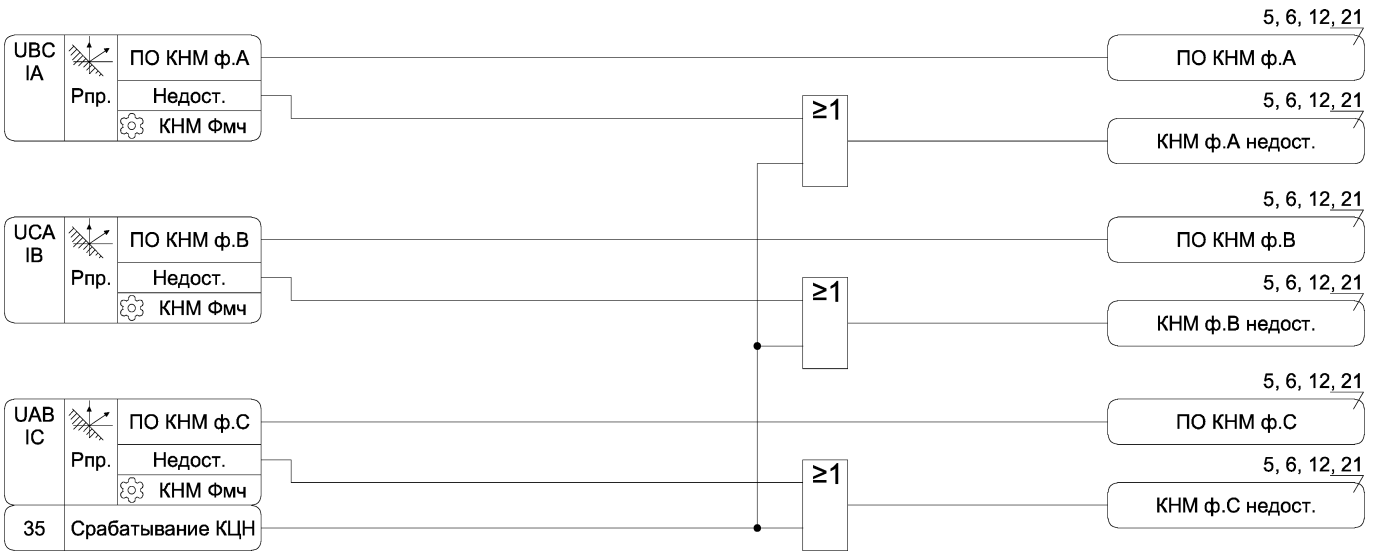 5, 6, 12, 21
UBC
IA
ПО КНМ ф.А
ПО КНМ ф.А
Рпр.
Недост.
КНМ Фмч
≥1
5, 6, 12, 21
КНМ ф.А недост.
5, 6, 12, 21
UCA
IB
ПО КНМ ф.В
ПО КНМ ф.В
Рпр.
Недост.
КНМ Фмч
≥1
5, 6, 12, 21
КНМ ф.В недост.
5, 6, 12, 21
UAB
IC
ПО КНМ ф.С
ПО КНМ ф.С
Рпр.
Недост.
КНМ Фмч
≥1
5, 6, 12, 21
КНМ ф.С недост.
35 Срабатывание КЦН